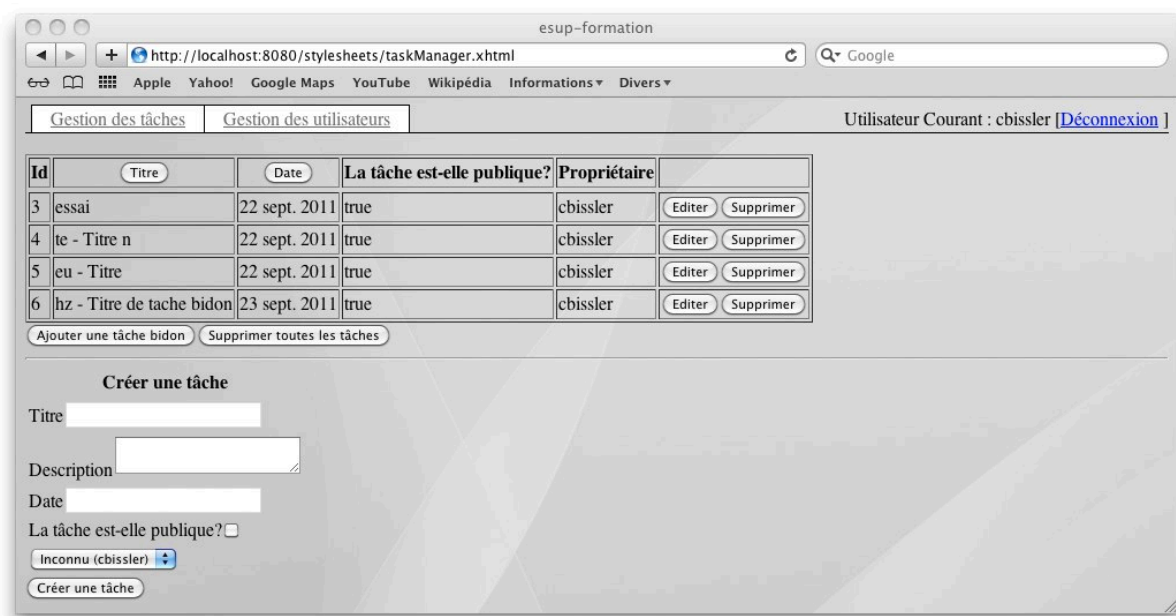 esup-formation
http://localhost:8080/stylesheets/taskManager.xhtml Google
Apple Yahoo! Google Maps YouTube Wikipédia Informations Divers
Gestion des tâches Gestion des utilisateurs Utilisateur Courant : cbissler [Déconnexion ]
Id Titre Date La tâche est-elle publique? Propriétaire
3 essai 22 sept. 2011 true cbissler Editer Supprimer
4 te - Titre n 22 sept. 2011 true cbissler Editer Supprimer
5 eu - Titre 22 sept. 2011 true cbissler Editer Supprimer
6 hz - Titre de tache bidon 23 sept. 2011 true cbissler Editer Supprimer
Ajouter une tâche bidon Supprimer toutes les tâches
Créer une tâche
Titre
Description
Date
La tâche est-elle publique?
Inconnu (cbissler)
Créer une tâche